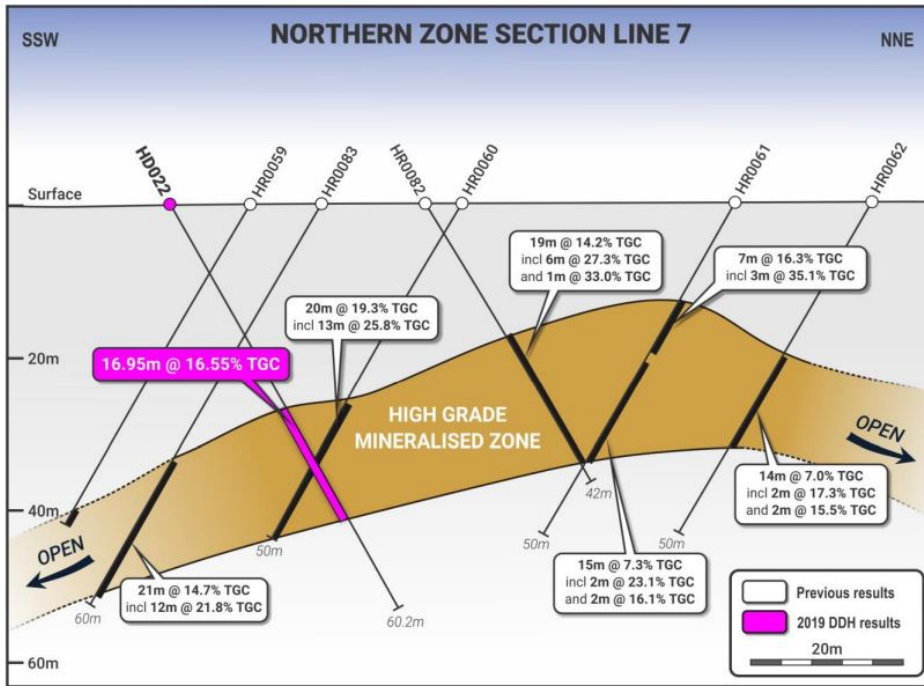 NORTHERN ZONE SECTION LINE 7
SSW
NNE
HD022
HR0059
HR0083
HR0082
HR0060
HR0061
HR0062
Surface
19m @ 14.2% TGC
incl 6m @ 27.3% TGC
and 1m @ 33.0% TGC
7m @ 16.3% TGC
incl 3m @ 35.1% TGC
20m @ 19.3% TGC
incl 13m @ 25.8% TGC
20m
16.95m @ 16.55% TGC
HIGH GRADE
MINERALISED ZONE
OPEN
14m @ 7.0% TGC
incl 2m @ 17.3% TGC
and 2m @ 15.5% TGC
42m
40m
OPEN
50m
50m
50m
15m @ 7.3% TGC
incl 2m @ 23.1% TGC
and 2m @ 16.1% TGC
21m @ 14.7% TGC
incl 12m @ 21.8% TGC
60m
60.2m
Previous results
2019 DDH results
20m
60m